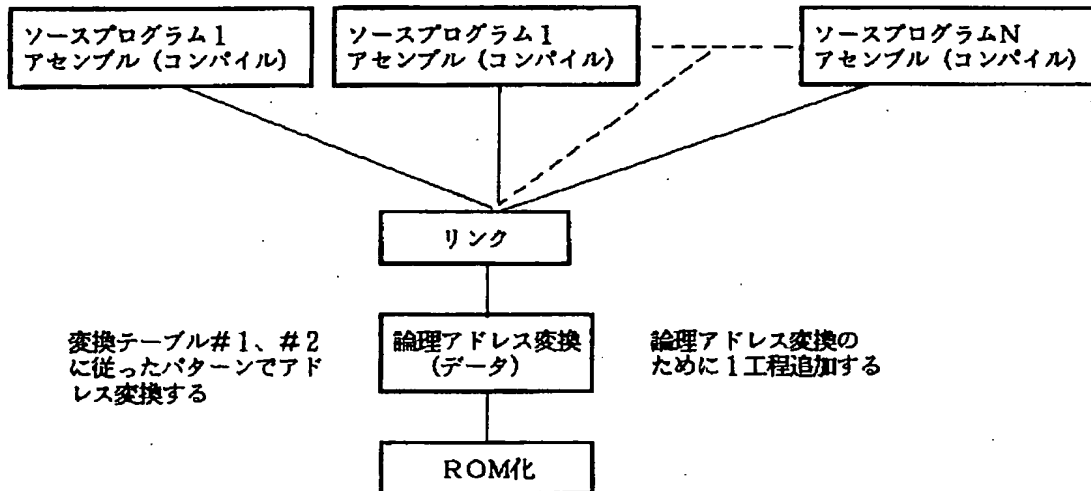 ソースプログラム1
アセンブル（コンパイル）
ソースプログラム1
アセンブル（コンパイル）
ソースプログラムN
アセンブル（コンパイル）
リンク
変換テーブル＃1、＃2
に従ったパターンでアド
レス変換する
論理アドレス変換
（データ）
論理アドレス変換の
ために1工程追加する
ROM化